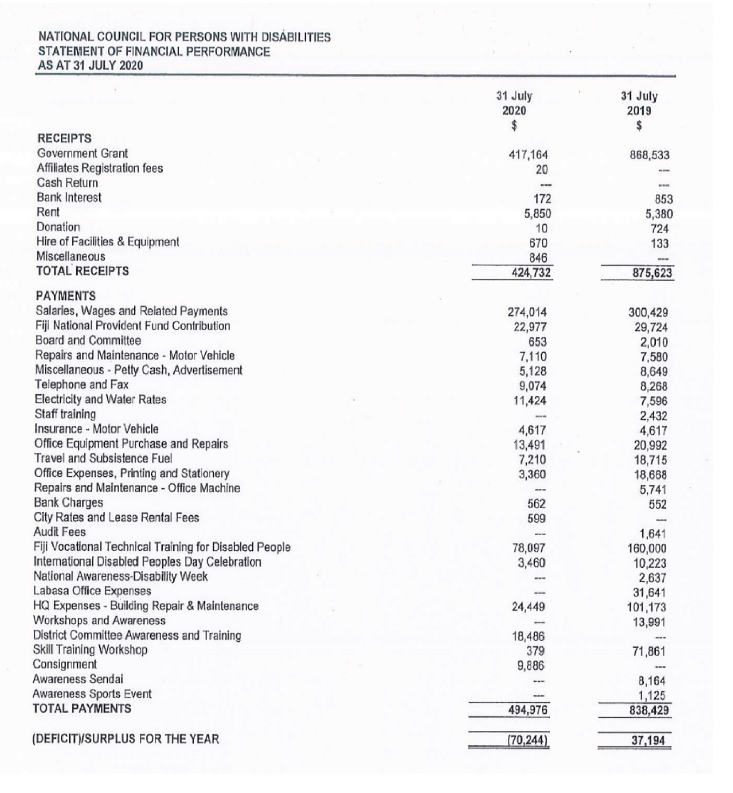 NATIONAL COUNCIL FOR PERSONS WITH DISABILITIES
STATEMENT OF FINANCIAL PERFORMANCE
AS AT 31 JULY 2020
31 July 31 July
2020 2019
$ $
RECEIPTS
Government Grant 417,164 868,533
Affiliates Registration fees 20 ---
Cash Return --- ---
Bank Interest 172 853
Rent 5,850 5,380
Donation 10 724
Hire of Facilities & Equipment 670 133
Miscellaneous 846 ---
TOTAL RECEIPTS 424,732 875,623
PAYMENTS
Salaries, Wages and Related Payments 274,014 300,429
Fiji National Provident Fund Contribution 22,977 29,724
Board and Committee 653 2,010
Repairs and Maintenance - Motor Vehicle 7,110 7,580
Miscellaneous - Petty Cash, Advertisement 5,128 8,649
Telephone and Fax 9,074 8,268
Electricity and Water Rates 11,424 7,596
Staff training --- 2,432
Insurance - Motor Vehicle 4,617 4,617
Office Equipment Purchase and Repairs 13,491 20,992
Travel and Subsistence Fuel 7,210 18,715
Office Expenses, Printing and Stationery 3,360 18,668
Repairs and Maintenance - Office Machine --- 5,741
Bank Charges 562 552
City Rates and Lease Rental Fees 599 ---
Audit Fees --- 1,641
Fiji Vocational Technical Training for Disabled People 78,097 160,000
International Disabled Peoples Day Celebration 3,460 10,223
National Awareness-Disability Week --- 2,637
Labasa Office Expenses --- 31,641
HQ Expenses - Building Repair & Maintenance 24,449 101,173
Workshops and Awareness --- 13,991
District Committee Awareness and Training 18,486 ---
Skill Training Workshop 379 71,861
Consignment 9,886 ---
Awareness Sendai --- 8,164
Awareness Sports Event --- 1,125
TOTAL PAYMENTS 494,976 838,429
(DEFICIT)/SURPLUS FOR THE YEAR (70,244) 37,194